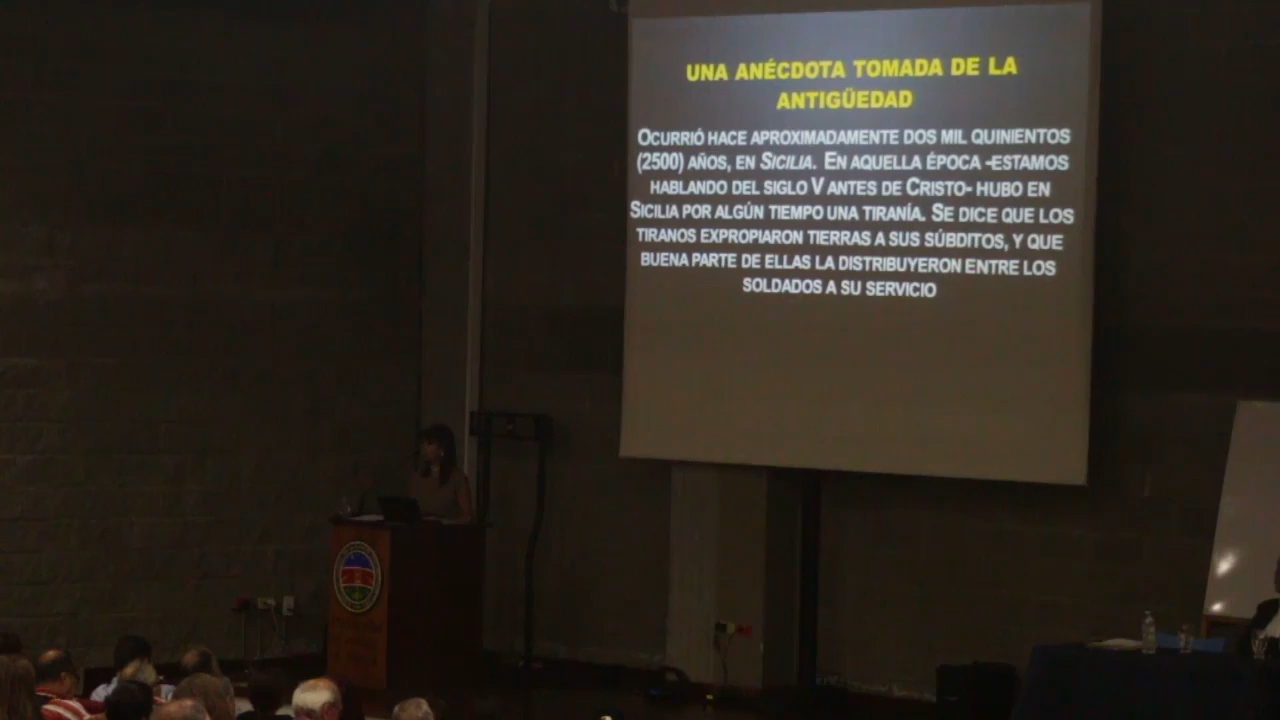 UNA ANÉCDOTA TOMADA DE LA
ANTIGÜEDAD
OCURRIÓ HACE APROXIMADAMENTE DOS MIL QUINIENTOS
(2500) AÑOS, EN SICILIA. EN AQUELLA ÉPOCA -ESTAMOS
HABLANDO DEL SIGLO V ANTES DE CRISTO- HUBO EN
SICILIA POR ALGÚN TIEMPO UNA TIRANÍA. SE DICE QUE LOS
TIRANOS EXPROPIARON TIERRAS A SUS SÚBDITOS, Y QUE
BUENA PARTE DE ELLAS LA DISTRIBUYERON ENTRE LOS
SOLDADOS A SU SERVICIO